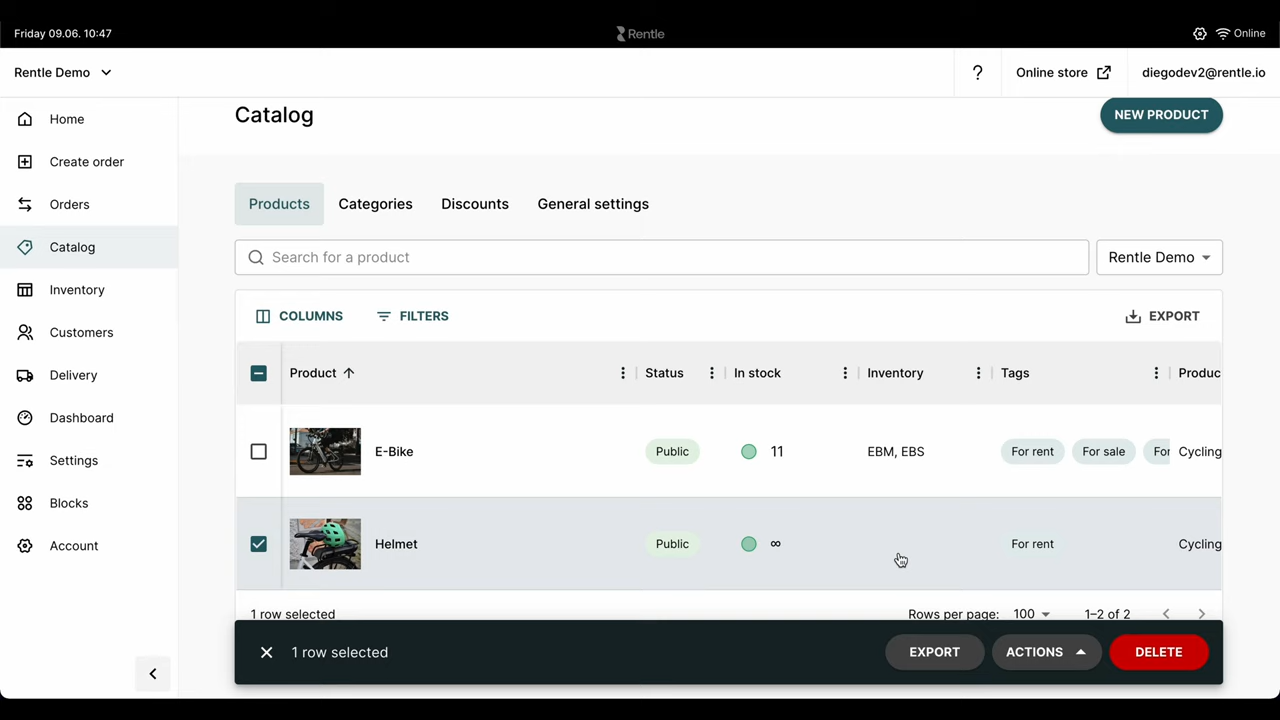 Friday 09.06. 10:47
Rentle
Online
Rentle Demo
?
Online store
diegodev2@rentle.io
Home
Create order
Orders
Catalog
Inventory
Customers
Delivery
Dashboard
Settings
Blocks
Account
Catalog
NEW PRODUCT
Products
Categories
Discounts
General settings
Search for a product
Rentle Demo
COLUMNS
FILTERS
EXPORT
Product
Status
In stock
Inventory
Tags
Produc
E-Bike
Public
11
EBM, EBS
For rent
For sale
For
Cycling
Helmet
Public
∞
For rent
Cycling
1 row selected
Rows per page:
100
1–2 of 2
1 row selected
EXPORT
ACTIONS
DELETE